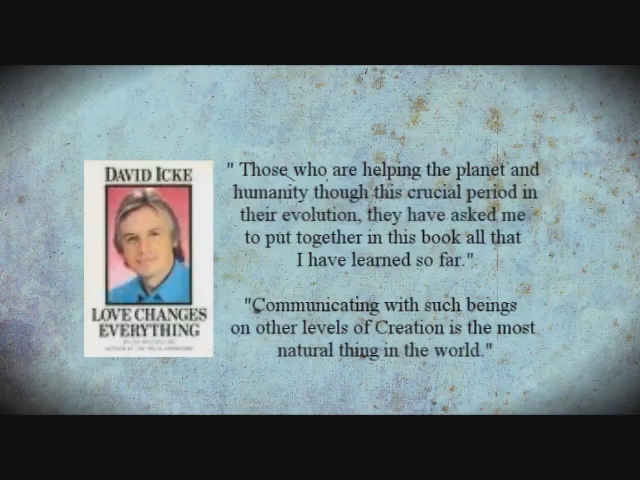 DAVID ICKE
LOVE CHANGES
EVERYTHING
" Those who are helping the planet and
humanity though this crucial period in
their evolution, they have asked me
to put together in this book all that
I have learned so far."
"Communicating with such beings
on other levels of Creation is the most
natural thing in the world."